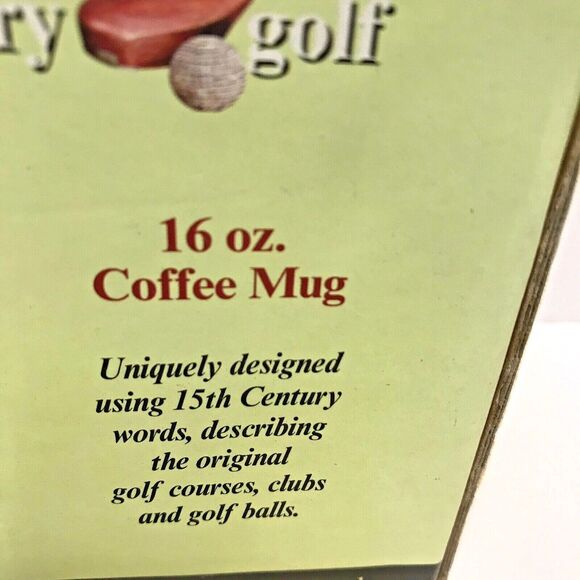 ry golf
16 oz.
Coffee Mug
Uniquely designed
using 15th Century
words, describing
the original
golf courses, clubs
and golf balls.